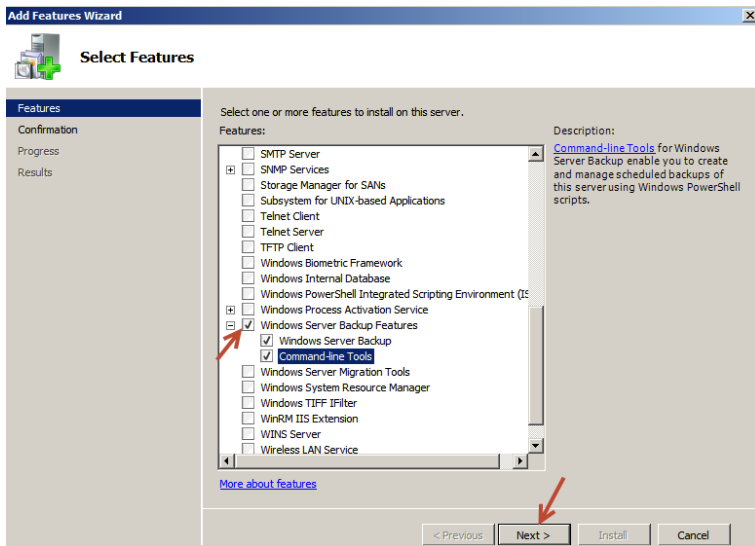 Add Features Wizard
Select Features
Features
Confirmation
Progress
Results
Select one or more features to install on this server.
Features:
SMTP Server
SNMP Services
Storage Manager for SANs
Subsystem for UNIX-based Applications
Telnet Client
Telnet Server
TFTP Client
Windows Biometric Framework
Windows Internal Database
Windows PowerShell Integrated Scripting Environment (IS
Windows Process Activation Service
Windows Server Backup Features
Windows Server Backup
Command-line Tools
Windows Server Migration Tools
Windows System Resource Manager
Windows TIFF IFilter
WinRM IIS Extension
WINS Server
Wireless LAN Service
More about features
Description:
Command-line Tools for Windows
Server Backup enable you to create
and manage scheduled backups of
this server using Windows PowerShell
scripts.
< Previous
Next >
Install
Cancel